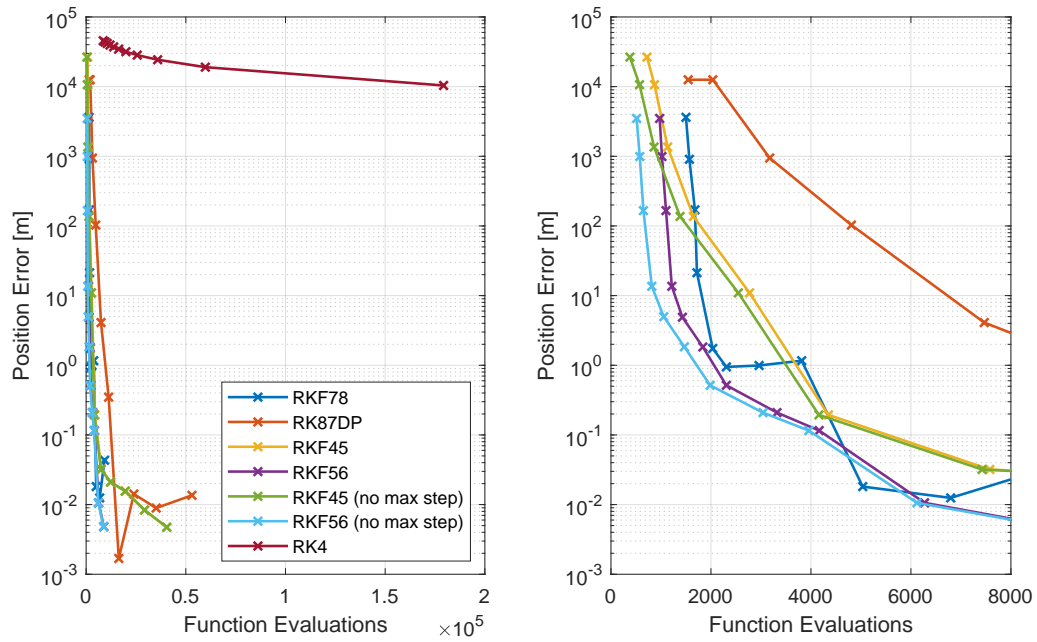 10^5
10^4
10^3
10^2
10^1
10^0
10^-1
10^-2
10^-3
Position Error [m]
0
0.5
1
1.5
2
×10^5
Function Evaluations
RKF78
RK87DP
RKF45
RKF56
RKF45 (no max step)
RKF56 (no max step)
RK4
10^5
10^4
10^3
10^2
10^1
10^0
10^-1
10^-2
10^-3
Position Error [m]
0
2000
4000
6000
8000
Function Evaluations